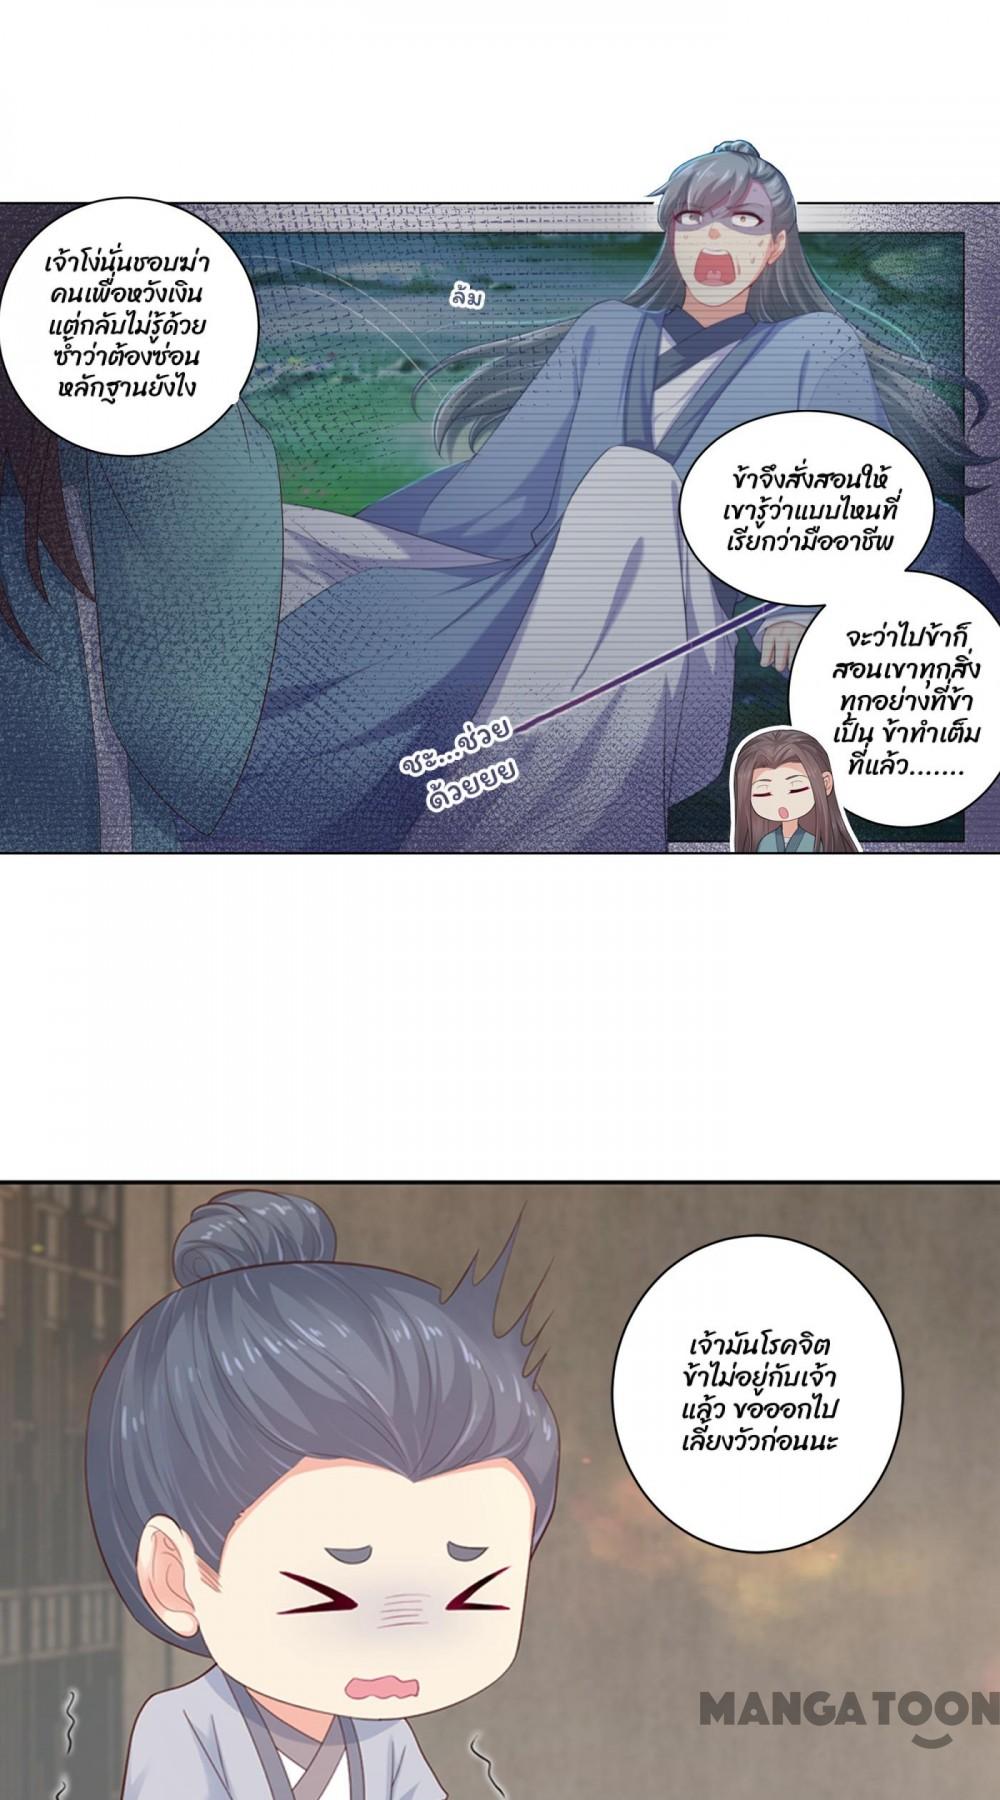 เจ้าโง่นั่นชอบฆ่า
คนเพื่อหวังเงิน
แต่กลับไม่รู้ด้วย
ซ้ำว่าต้องซ่อน
หลักฐานยังไง
ล้ม
ข้าจึงสั่งสอนให้
เขารู้ว่าแบบไหนที่
เรียกว่ามืออาชีพ
จะว่าไปข้าก็
สอนเขาทุกสิ่ง
ทุกอย่างที่ข้า
เป็น ข้าทำเต็ม
ที่แล้ว.......
ชะ...ช่วย
ด้วยยย
เจ้ามันโรคจิต
ข้าไม่อยู่กับเจ้า
แล้ว ขอออกไป
เลี้ยงวัวก่อนนะ
MANGATOON